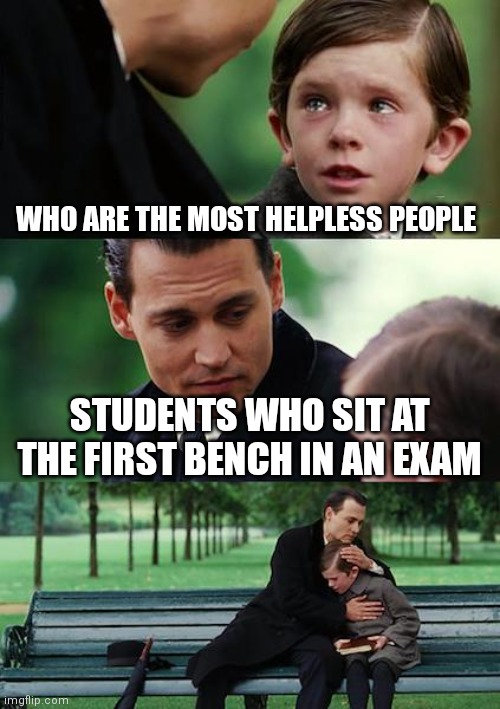 WHO ARE THE MOST HELPLESS PEOPLE
STUDENTS WHO SIT AT
THE FIRST BENCH IN AN EXAM
imgflip.com